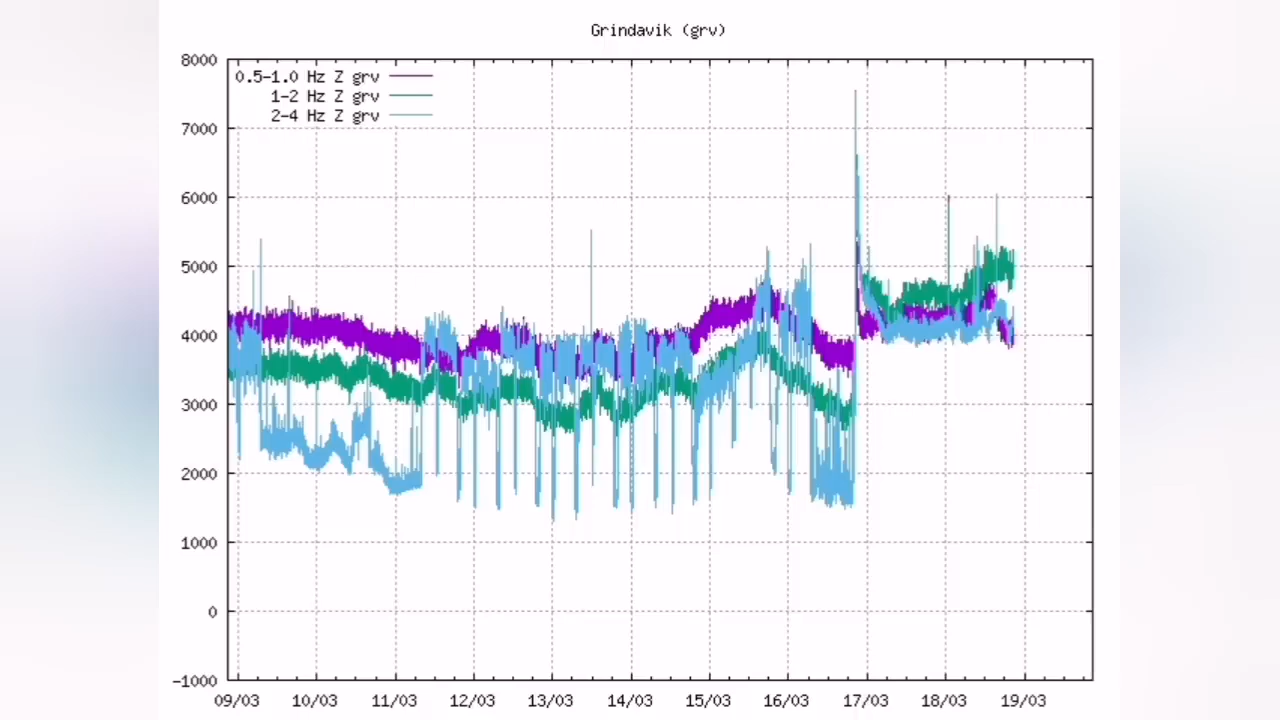 Grindavik (grv)
8000
0.5-1.0 Hz Z grv
1-2 Hz Z grv
2-4 Hz Z grv
7000
6000
5000
4000
3000
2000
1000
0
-1000
09/03 10/03 11/03 12/03 13/03 14/03 15/03 16/03 17/03 18/03 19/03